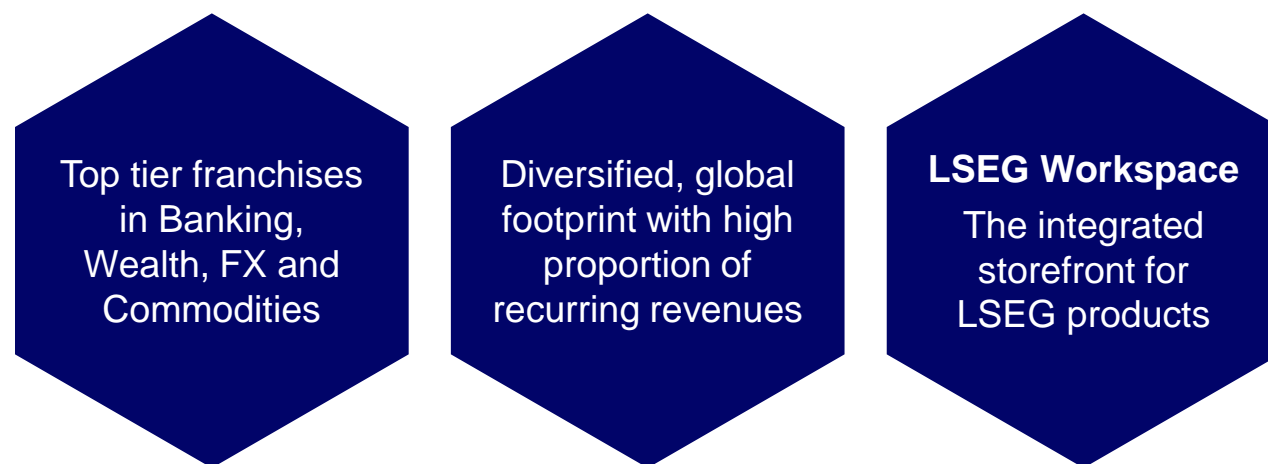 Top tier franchises
in Banking,
Wealth, FX and
Commodities
Diversified, global
footprint with high
proportion of
recurring revenues
LSEG Workspace
The integrated
storefront for
LSEG products